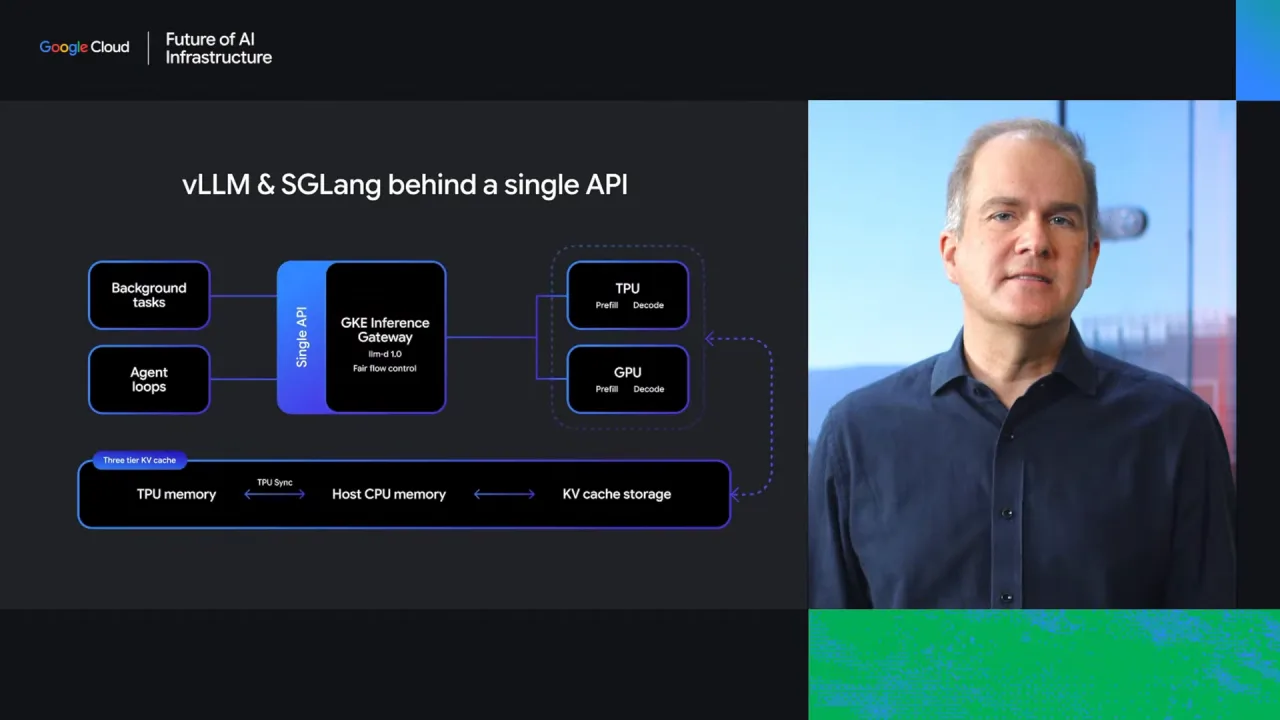 Google Cloud
Future of AI
Infrastructure
vLLM & SGLang behind a single API
Background
tasks
Agent
loops
Single API
GKE Inference
Gateway
llm-d 1.0
Fair flow control
TPU
Prefill Decode
GPU
Prefill Decode
Three tier KV cache
TPU memory
TPU Sync
Host CPU memory
KV cache storage